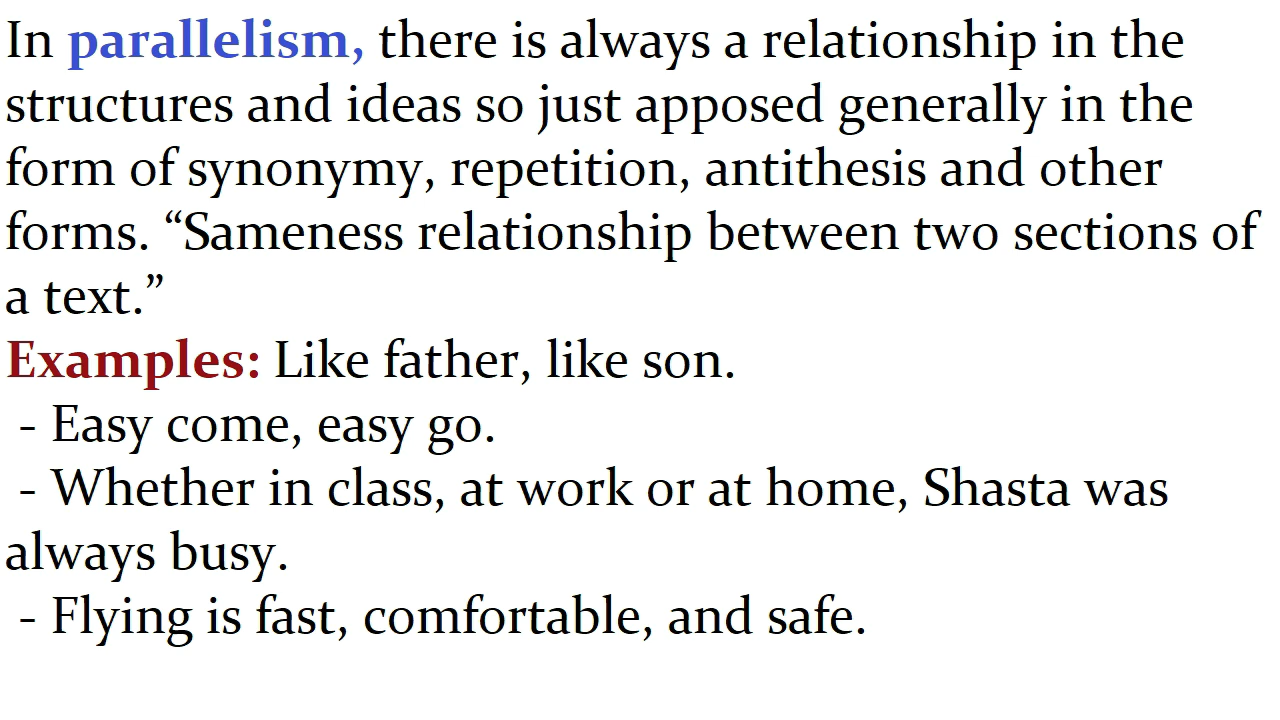 In parallelism, there is always a relationship in the
structures and ideas so just apposed generally in the
form of synonymy, repetition, antithesis and other
forms. “Sameness relationship between two sections of
a text.”
Examples: Like father, like son.
- Easy come, easy go.
- Whether in class, at work or at home, Shasta was
always busy.
- Flying is fast, comfortable, and safe.